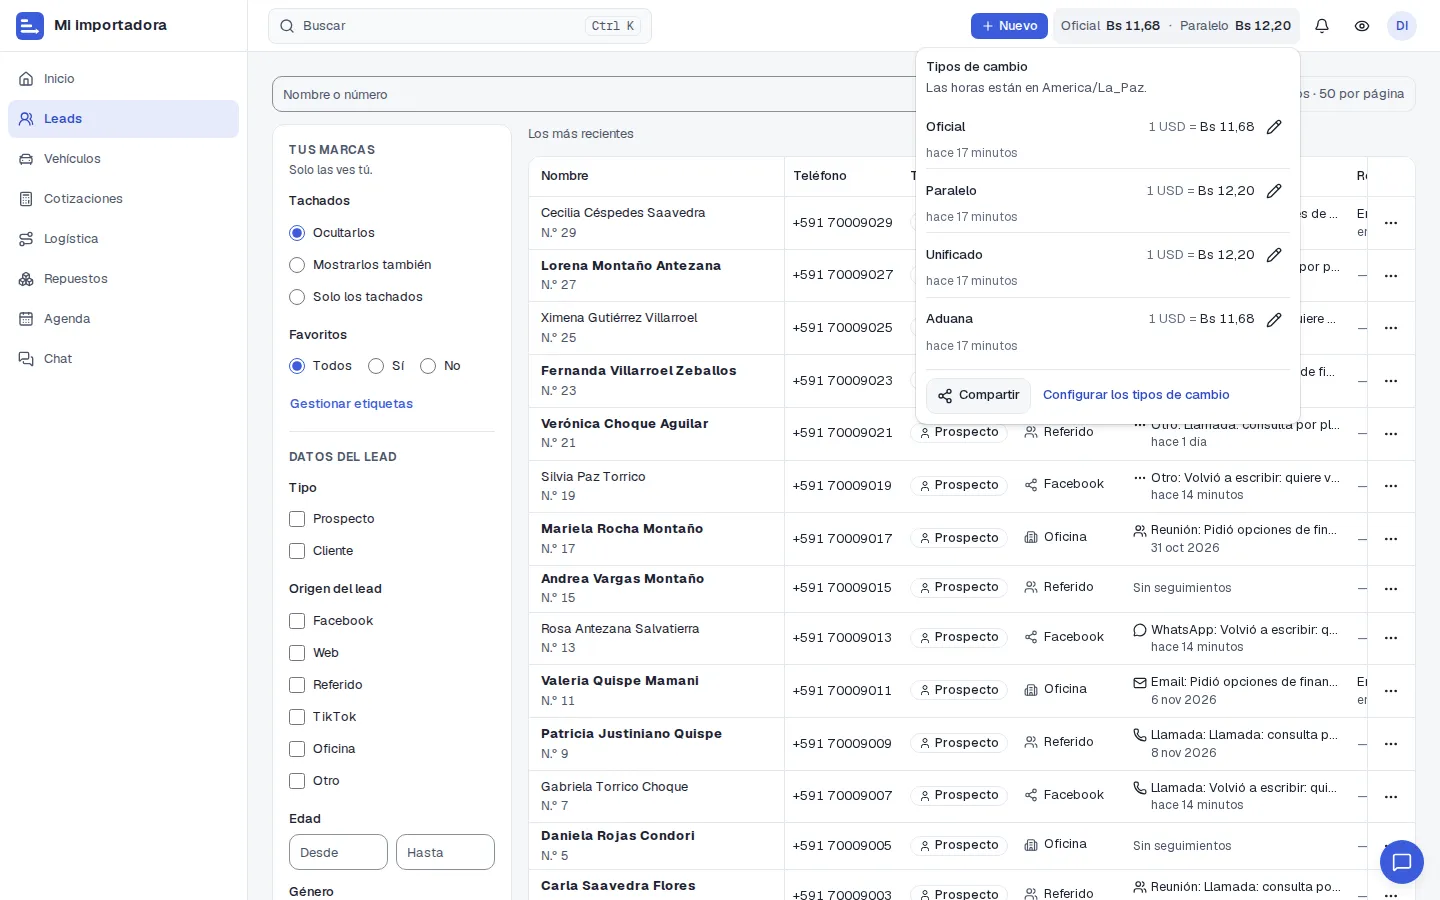 Mi Importadora
Buscar
Ctrl K
Nuevo
Oficial Bs 11,68 · Paralelo Bs 12,20
DI
Inicio
Leads
Vehículos
Cotizaciones
Logística
Repuestos
Agenda
Chat
Nombre o número
os · 50 por página
Tipos de cambio
Las horas están en America/La_Paz.
Oficial
1 USD = Bs 11,68
hace 17 minutos
Paralelo
1 USD = Bs 12,20
hace 17 minutos
Unificado
1 USD = Bs 12,20
hace 17 minutos
Aduana
1 USD = Bs 11,68
hace 17 minutos
Compartir
Configurar los tipos de cambio
TUS MARCAS
Solo las ves tú.
Tachados
Ocultarlos
Mostrarlos también
Solo los tachados
Favoritos
Todos Sí No
Gestionar etiquetas
DATOS DEL LEAD
Tipo
Prospecto
Cliente
Origen del lead
Facebook
Web
Referido
TikTok
Oficina
Otro
Edad
Desde Hasta
Género
Los más recientes
Nombre Teléfono
Cecilia Céspedes Saavedra
N.º 29
+591 70009029
s de ...
—
Lorena Montaño Antezana
N.º 27
+591 70009027
por p...
—
Ximena Gutiérrez Villarroel
N.º 25
+591 70009025
uiere ...
—
Fernanda Villarroel Zeballos
N.º 23
+591 70009023
de fi...
—
Verónica Choque Aguilar
N.º 21
+591 70009021
Prospecto
Referido
Otro: Llamada: consulta por pl...
hace 1 día
—
Silvia Paz Torrico
N.º 19
+591 70009019
Prospecto
Facebook
Otro: Volvió a escribir: quiere v...
hace 14 minutos
—
Mariela Rocha Montaño
N.º 17
+591 70009017
Prospecto
Oficina
Reunión: Pidió opciones de fin...
31 oct 2026
—
Andrea Vargas Montaño
N.º 15
+591 70009015
Prospecto
Referido
Sin seguimientos
—
Rosa Antezana Salvatierra
N.º 13
+591 70009013
Prospecto
Facebook
WhatsApp: Volvió a escribir: q...
hace 14 minutos
—
Valeria Quispe Mamani
N.º 11
+591 70009011
Prospecto
Oficina
Email: Pidió opciones de finan...
6 nov 2026
Patricia Justiniano Quispe
N.º 9
+591 70009009
Prospecto
Referido
Llamada: Llamada: consulta p...
8 nov 2026
—
Gabriela Torrico Choque
N.º 7
+591 70009007
Prospecto
Facebook
Llamada: Volvió a escribir: qui...
hace 14 minutos
—
Daniela Rojas Condori
N.º 5
+591 70009005
Prospecto
Oficina
Sin seguimientos
—
Carla Saavedra Flores
+591 70009003
Prospecto
Referido
Reunión: Llamada: consulta po...
—